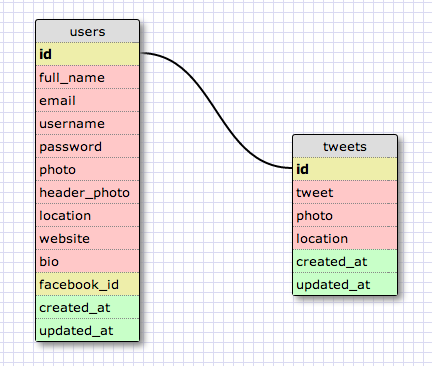 users
id
full_name
email
username
password
photo
header_photo
location
website
bio
facebook_id
created_at
updated_at
tweets
id
tweet
photo
location
created_at
updated_at